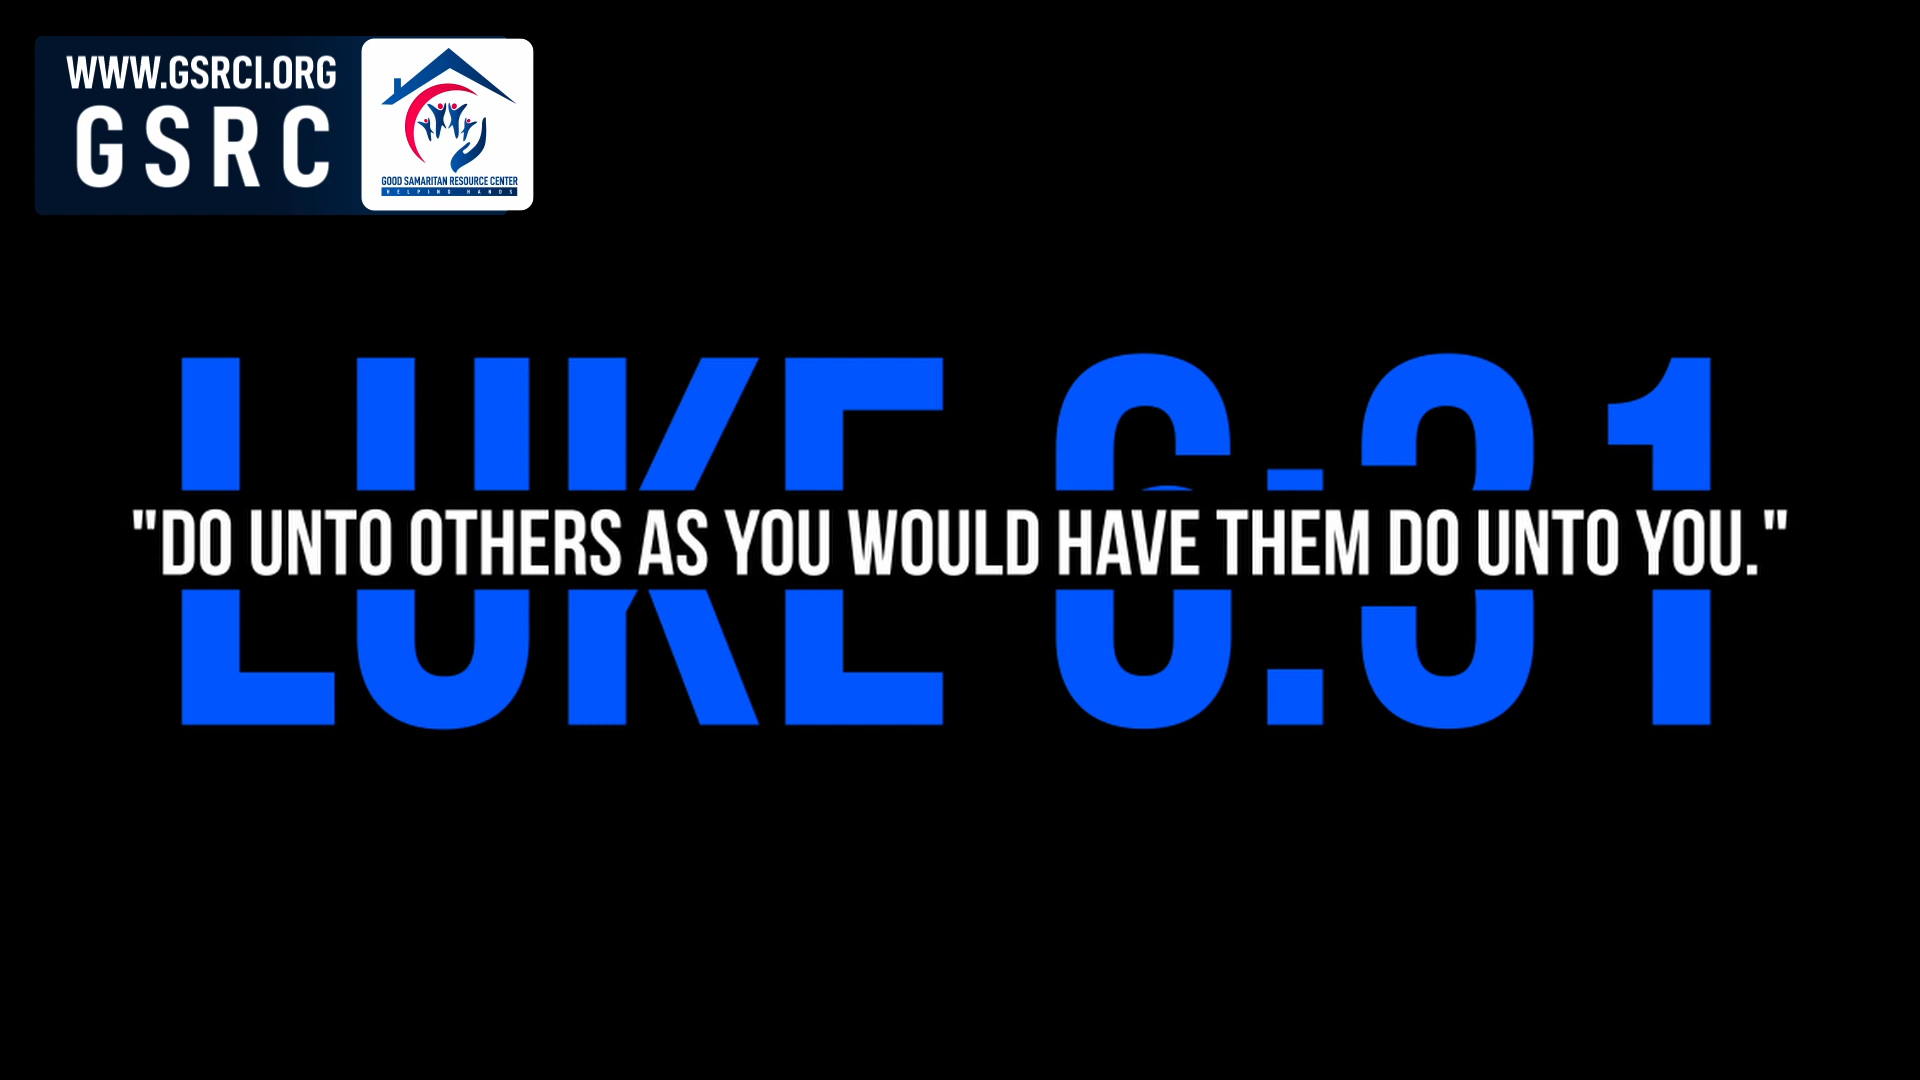 WWW.GSRCI.ORG
GSRC
GOOD SAMARITAN RESOURCE CENTER
HELPING HANDS
LUKE 6:31
"DO UNTO OTHERS AS YOU WOULD HAVE THEM DO UNTO YOU."